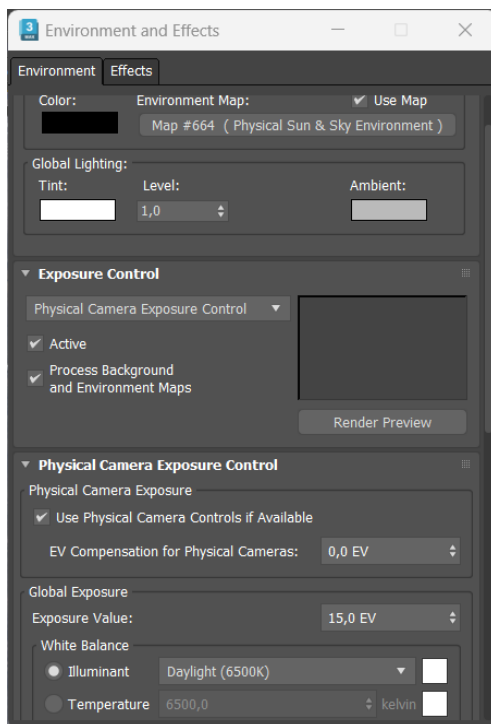 3
MAX
Environment and Effects
Environment Effects
Color: Environment Map: Use Map
Map #664 ( Physical Sun & Sky Environment )
Global Lighting:
Tint: Level: Ambient:
1,0
Exposure Control
Physical Camera Exposure Control
Active
Process Background
and Environment Maps
Render Preview
Physical Camera Exposure Control
Physical Camera Exposure
Use Physical Camera Controls if Available
EV Compensation for Physical Cameras: 0,0 EV
Global Exposure
Exposure Value: 15,0 EV
White Balance
Illuminant Daylight (6500K)
Temperature 6500,0 kelvin